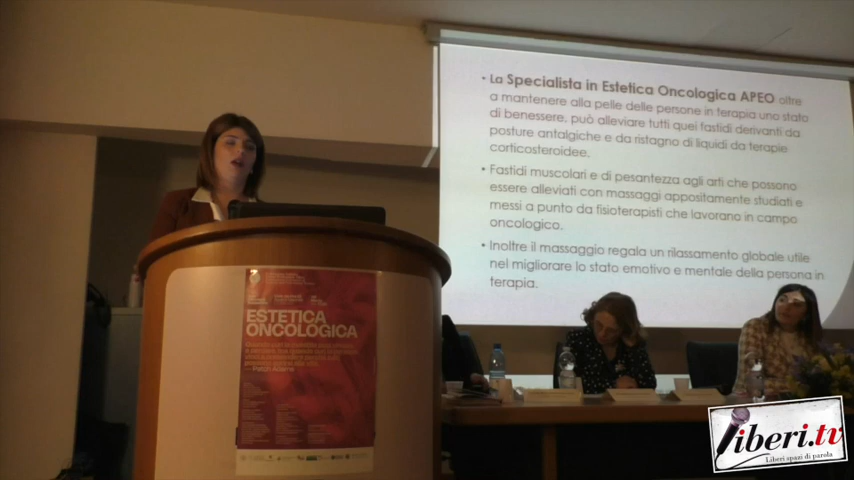 • La Specialista in Estetica Oncologica APEO oltre
a mantenere alla pelle delle persone in terapia uno stato
di benessere, può alleviare tutti quei fastidi derivanti da
posture antalgiche e da ristagno di liquidi da terapie
corticosteroidee.
• Fastidi muscolari e di pesantezza agli arti che possono
essere alleviati con massaggi appositamente studiati e
messi a punto da fisioterapisti che lavorano in campo
oncologico.
• Inoltre il massaggio regala un rilassamento globale utile
nel migliorare lo stato emotivo e mentale della persona in
terapia.
ESTETICA
ONCOLOGICA
liberi.tv
Liberi spazi di parola